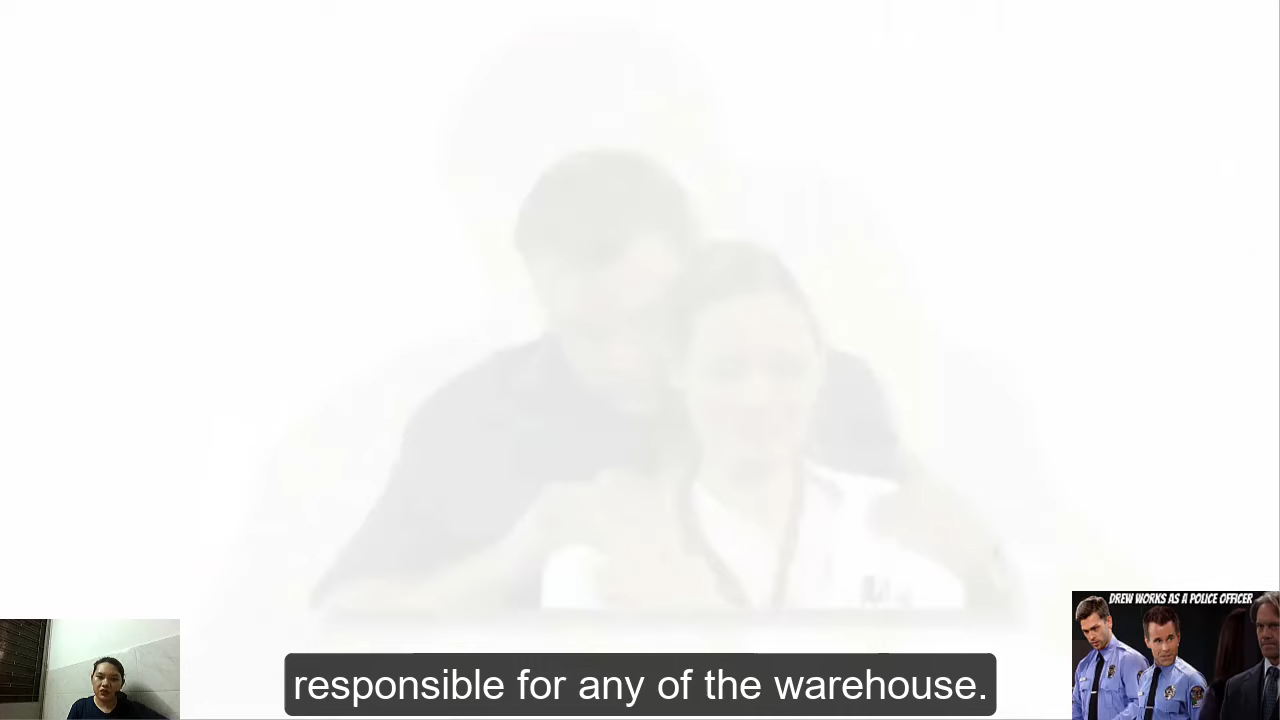 DREW WORKS AS A POLICE OFFICER
responsible for any of the warehouse.